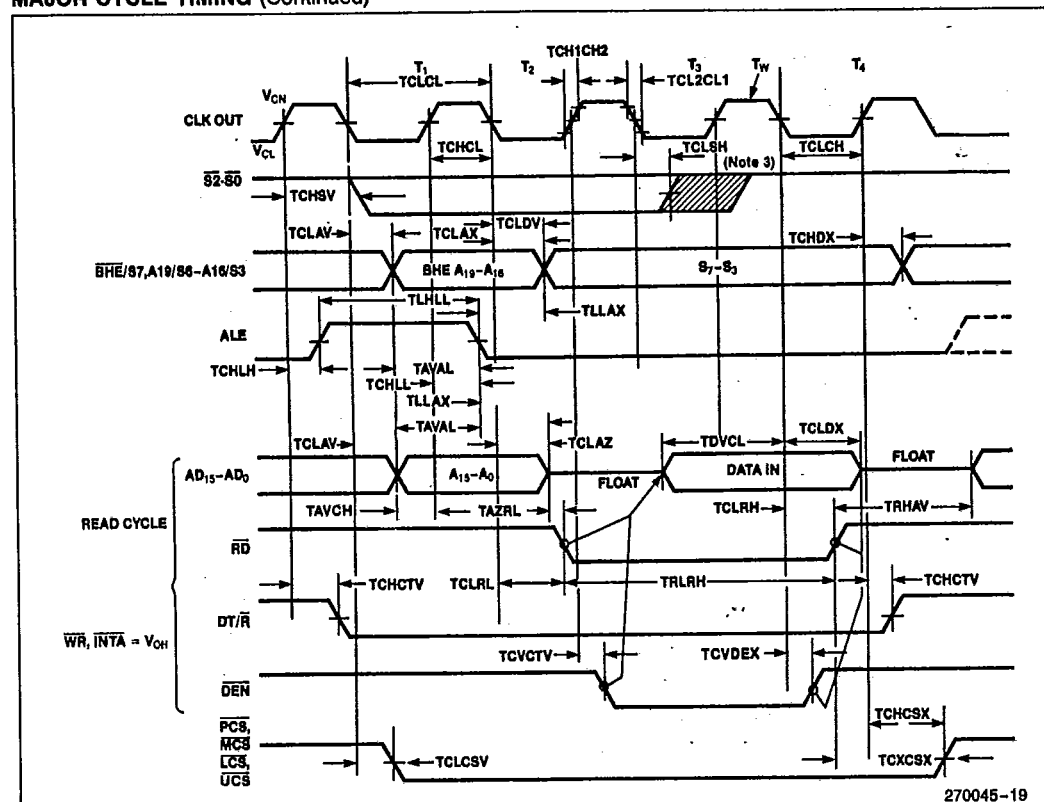 MAJOR CYCLE TIMING (Continued)
TCH1CH2
T1 T2 T3 TW T4
TCLCL TCL2CL1
VCN
CLK OUT
VCL
TCHCL TCLSH TCLCH
(Note 3)
S2-S0
TCHSV
TCLAV TCLAX TCLDV TCHDX
BHE/S7,A19/S6-A16/S3 BHE A19-A16 S7-S3
TLHLL
TLLAX
ALE
TCHLH TAVAL
TCHLL
TLLAX
TAVAL
TCLAV TCLAZ TDVCL TCLDX
AD15-AD0 A15-A0 FLOAT DATA IN FLOAT
TAVCH TAZRL TCLRH TRHAV
READ CYCLE
RD
TCHCTV TCLRL TRLRH TCHCTV
DT/R
WR, INTA = VOH
TCVCTV TCVDEX
DEN
TCHCSX
PCS,
MCS
LCS,
UCS
TCLCSV TCXCSX
270045-19